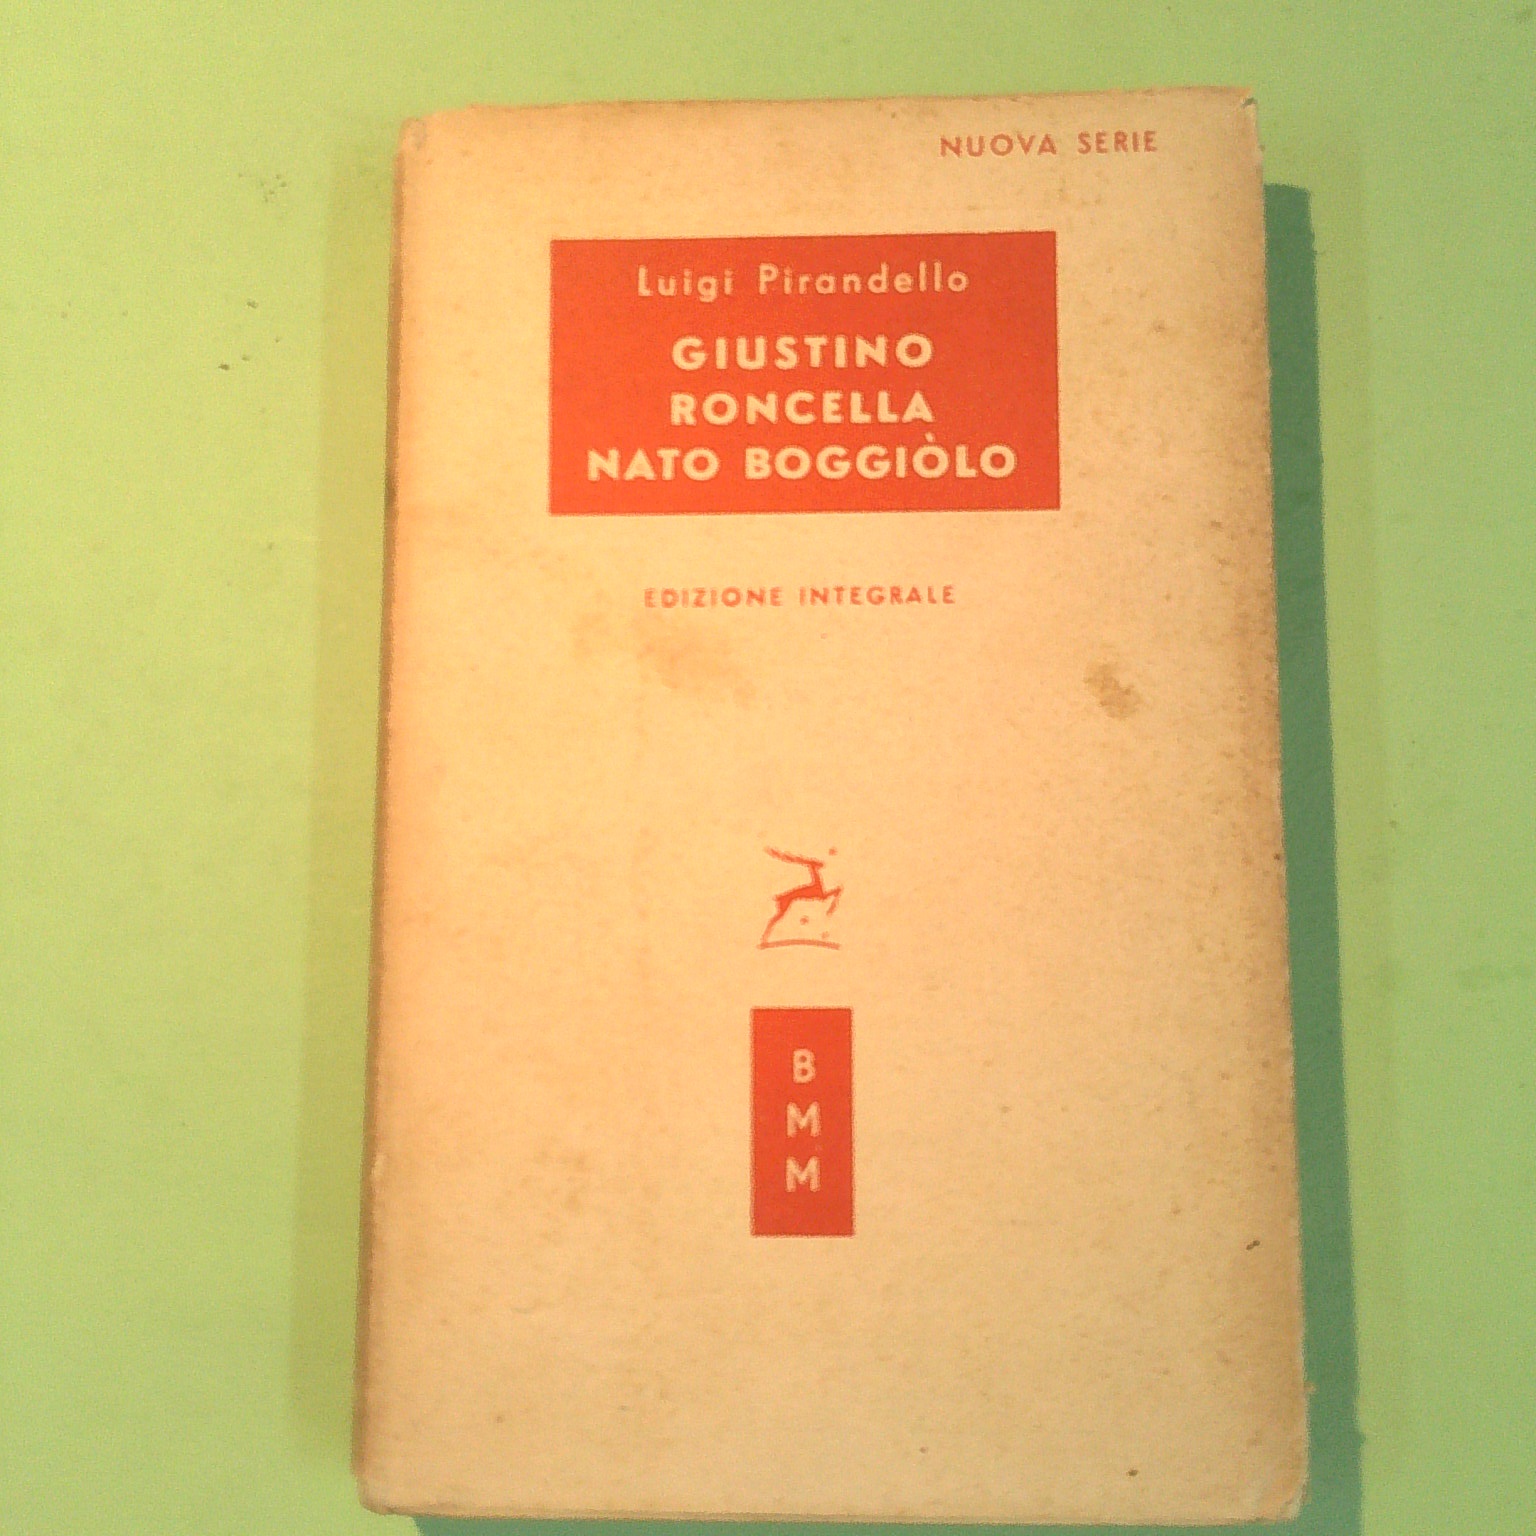 NUOVA SERIE
Luigi Pirandello
GIUSTINO
RONCELLA
NATO BOGGIÒLO
EDIZIONE INTEGRALE
B
M
M